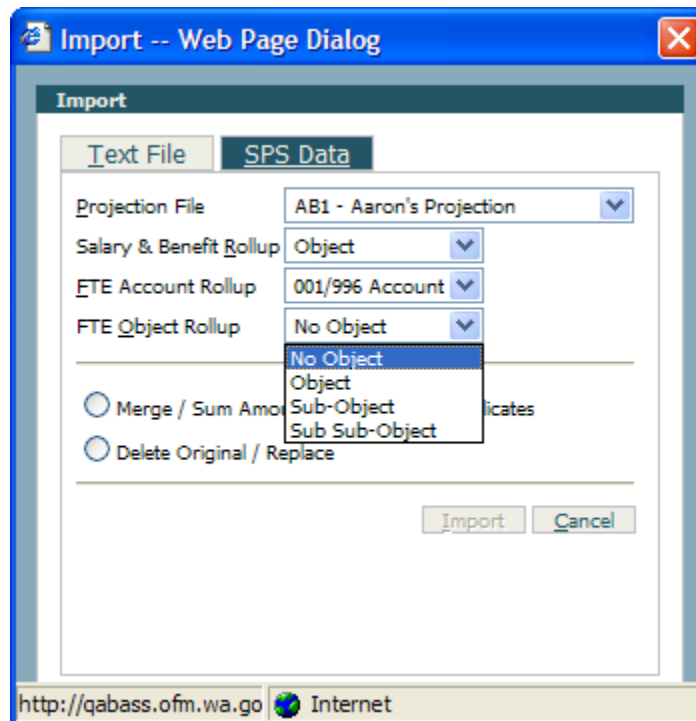 Import -- Web Page Dialog
Import
Text File SPS Data
Projection File AB1 - Aaron's Projection
Salary & Benefit Rollup Object
FTE Account Rollup 001/996 Account
FTE Object Rollup No Object
No Object
Object
Sub-Object
Sub Sub-Object
Merge / Sum
Delete Original / Replace
Import Cancel
http://qabass.ofm.wa.go Internet